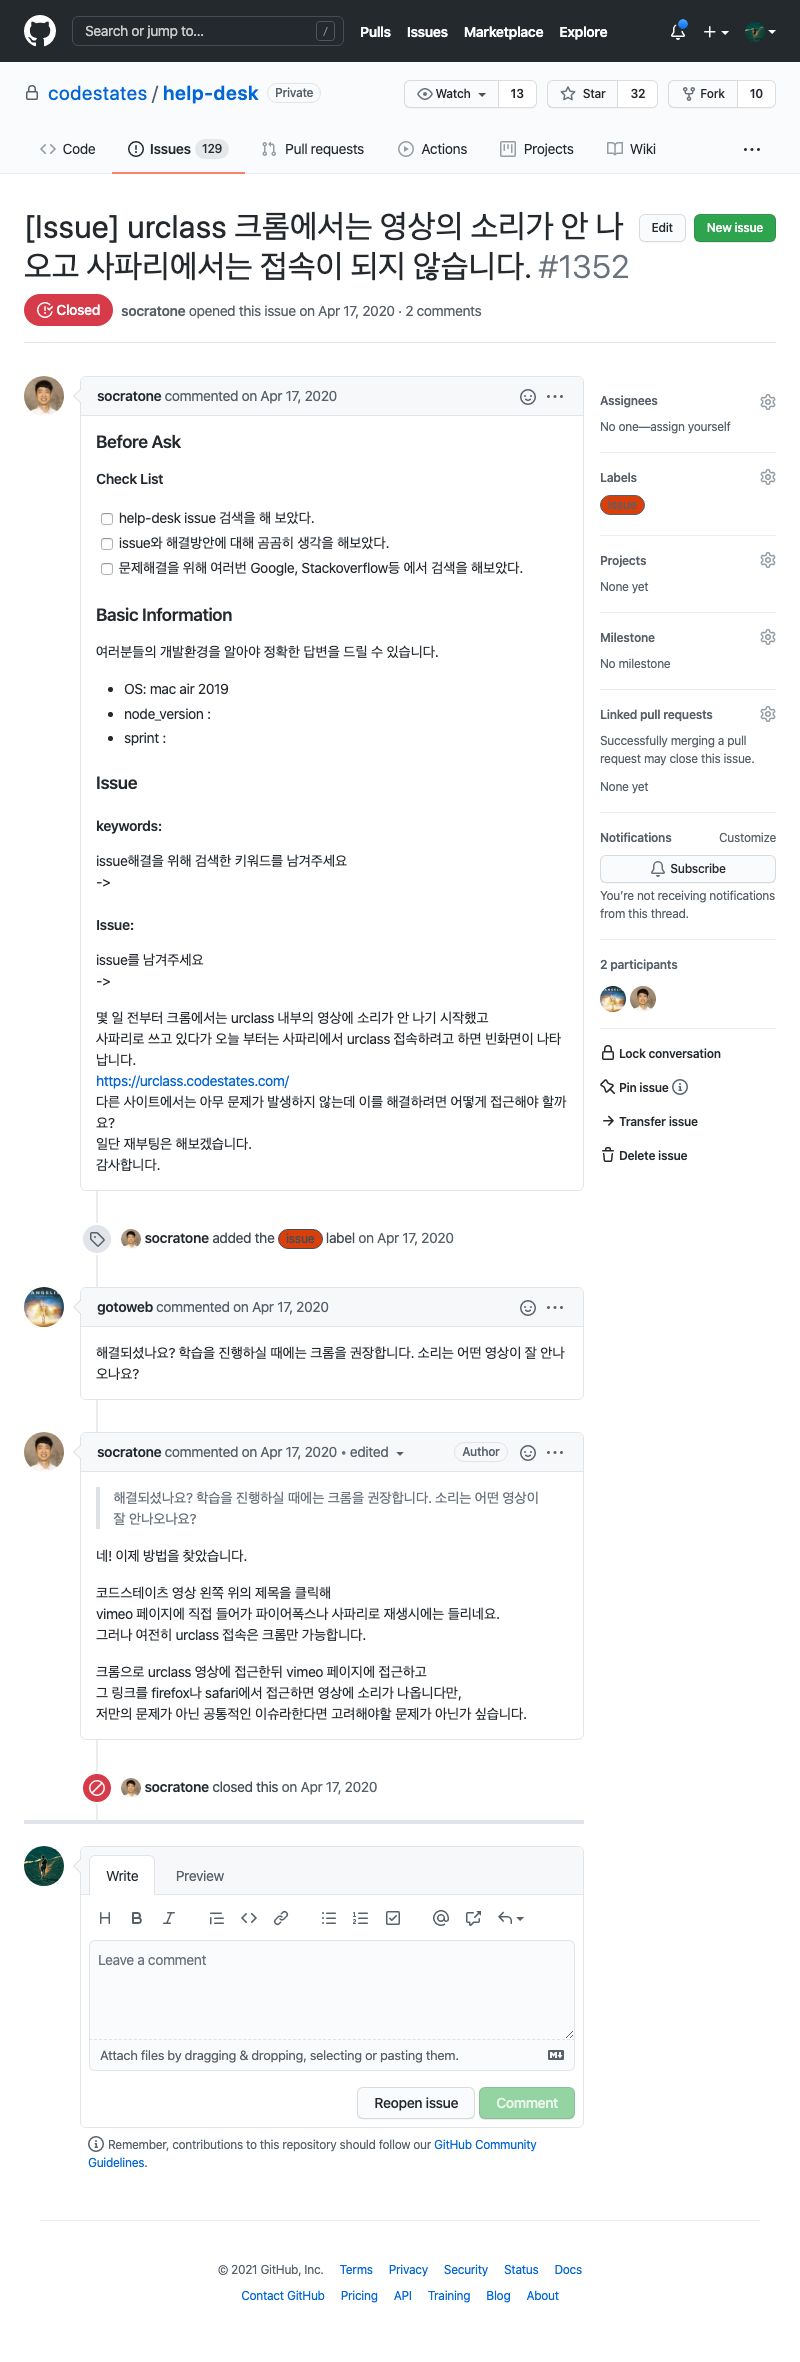 Search or jump to... /
Pulls Issues Marketplace Explore
codestates / help-desk Private
Watch 13 Star 32 Fork 10
Code Issues 129 Pull requests Actions Projects Wiki
[Issue] urclass 크롬에서는 영상의 소리가 안 나
오고 사파리에서는 접속이 되지 않습니다. #1352
Edit New issue
Closed socratone opened this issue on Apr 17, 2020 · 2 comments
socratone commented on Apr 17, 2020
Before Ask
Check List
help-desk issue 검색을 해 보았다.
issue와 해결방안에 대해 곰곰히 생각을 해보았다.
문제해결을 위해 여러번 Google, Stackoverflow등 에서 검색을 해보았다.
Basic Information
여러분들의 개발환경을 알아야 정확한 답변을 드릴 수 있습니다.
• OS: mac air 2019
• node_version :
• sprint :
Issue
keywords:
issue해결을 위해 검색한 키워드를 남겨주세요
->
Issue:
issue를 남겨주세요
->
몇 일 전부터 크롬에서는 urclass 내부의 영상에 소리가 안 나기 시작했고
사파리로 쓰고 있다가 오늘 부터는 사파리에서 urclass 접속하려고 하면 빈화면이 나타
납니다.
https://urclass.codestates.com/
다른 사이트에서는 아무 문제가 발생하지 않는데 이를 해결하려면 어떻게 접근해야 할까
요?
일단 재부팅은 해보겠습니다.
감사합니다.
Assignees
No one—assign yourself
Labels
issue
Projects
None yet
Milestone
No milestone
Linked pull requests
Successfully merging a pull
request may close this issue.
None yet
Notifications Customize
Subscribe
You're not receiving notifications
from this thread.
2 participants
Lock conversation
Pin issue
Transfer issue
Delete issue
socratone added the issue label on Apr 17, 2020
gotoweb commented on Apr 17, 2020
해결되셨나요? 학습을 진행하실 때에는 크롬을 권장합니다. 소리는 어떤 영상이 잘 안나
오나요?
socratone commented on Apr 17, 2020 • edited Author
해결되셨나요? 학습을 진행하실 때에는 크롬을 권장합니다. 소리는 어떤 영상이
잘 안나오나요?
네! 이제 방법을 찾았습니다.
코드스테이츠 영상 왼쪽 위의 제목을 클릭해
vimeo 페이지에 직접 들어가 파이어폭스나 사파리로 재생시에는 들리네요.
그러나 여전히 urclass 접속은 크롬만 가능합니다.
크롬으로 urclass 영상에 접근한뒤 vimeo 페이지에 접근하고
그 링크를 firefox나 safari에서 접근하면 영상에 소리가 나옵니다만,
저만의 문제가 아닌 공통적인 이슈라한다면 고려해야할 문제가 아닌가 싶습니다.
socratone closed this on Apr 17, 2020
Write Preview
Leave a comment
Attach files by dragging & dropping, selecting or pasting them.
Reopen issue Comment
Remember, contributions to this repository should follow our GitHub Community
Guidelines.
© 2021 GitHub, Inc. Terms Privacy Security Status Docs
Contact GitHub Pricing API Training Blog About